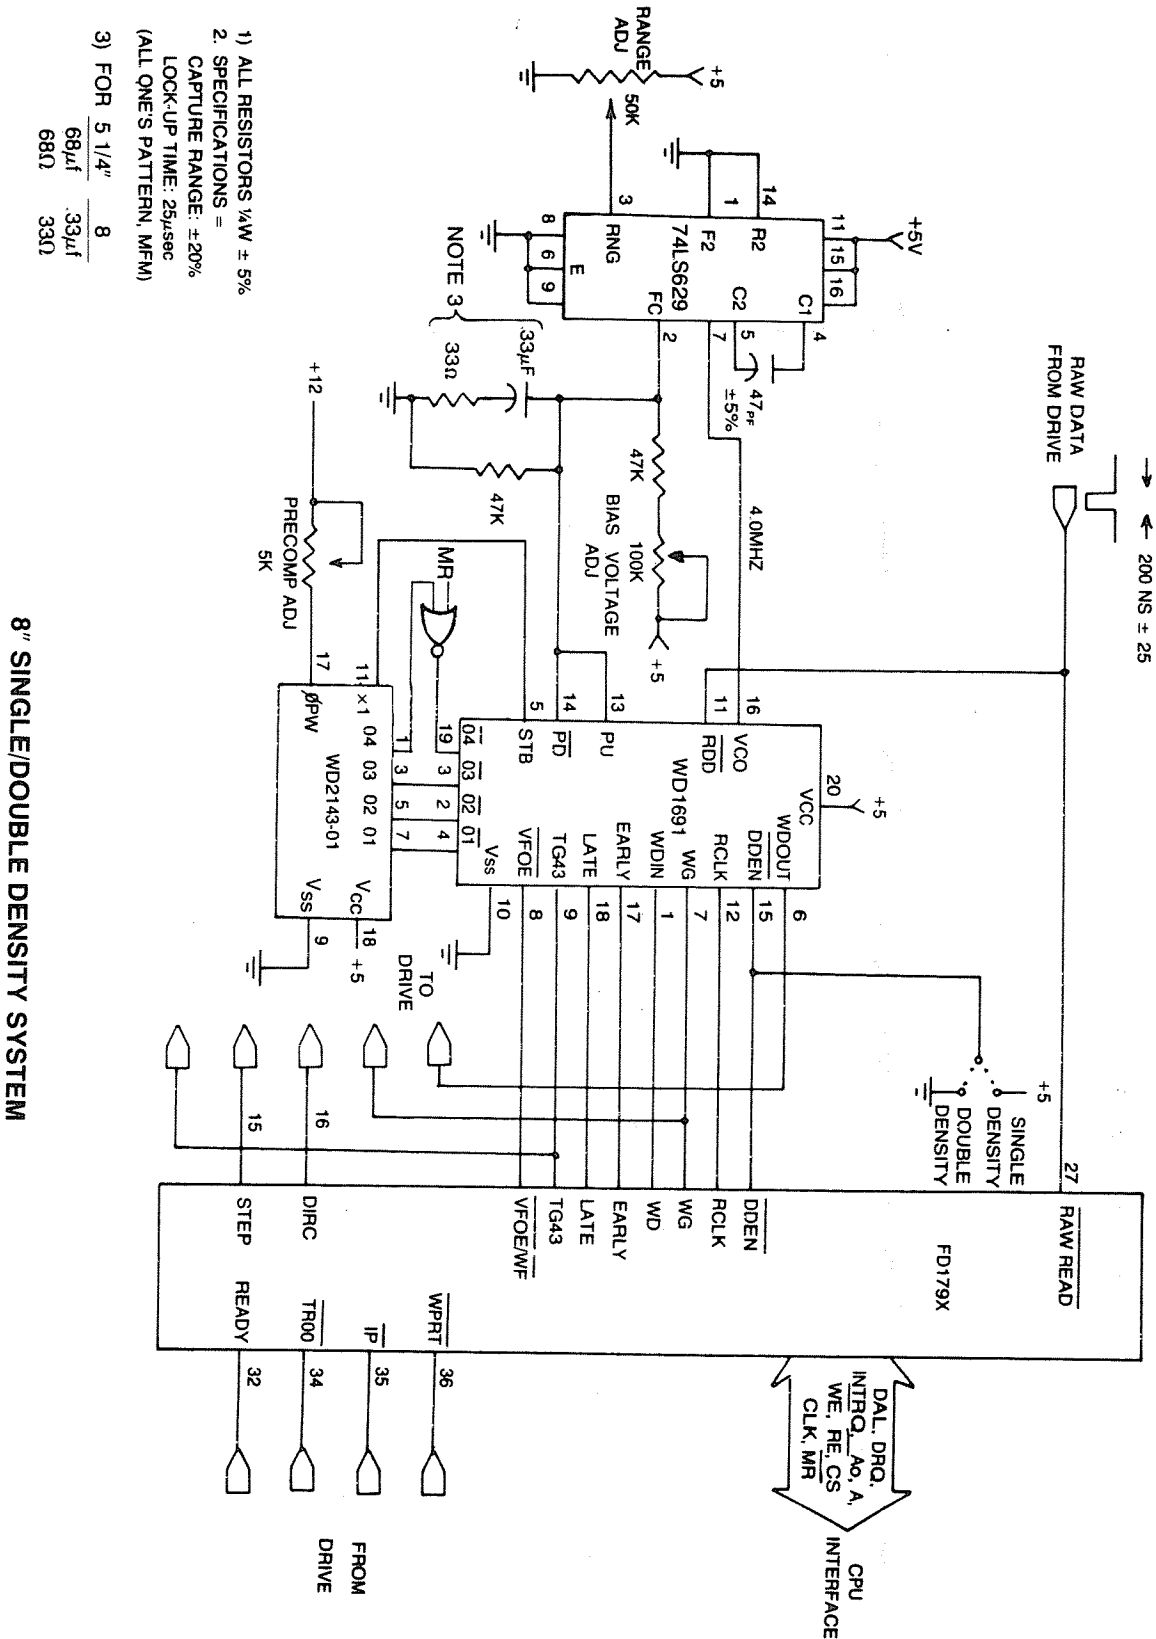 RAW DATA
FROM DRIVE
200 NS ± 25
+5V
11
15
16
4
C1
14
R2
1
F2
74LS629
C2
5
7
47PF
±5%
3
RNG
FC
2
8
6
9
E
+5
50K
RANGE
ADJ
NOTE 3
.33µF
33Ω
47K
47K
100K
BIAS VOLTAGE
ADJ
+5
4.0MHZ
+12
PRECOMP ADJ
5K
17
11
MR
ØPW
×1
04
03
02
01
WD2143-01
VSS
VCC
18
+5
9
1
3
5
7
19
3
2
4
5
14
13
11
16
20
+5
VCC
VCO
RDD
WD1691
PU
PD
STB
04
03
02
01
VSS
VFOE
TG43
LATE
EARLY
WDIN
WG
RCLK
DDEN
WDOUT
10
8
9
18
17
1
7
12
15
6
+5
SINGLE
DENSITY
DOUBLE
DENSITY
TO
DRIVE
27
RAW READ
FD179X
DDEN
RCLK
WG
WD
EARLY
LATE
TG43
VFOE/WF
16
DIRC
15
STEP
WPRT
36
IP
35
TR00
34
READY
32
FROM
DRIVE
DAL, DRQ,
INTRQ, Ao, A,
WE, RE, CS
CLK, MR
CPU
INTERFACE
1) ALL RESISTORS ¼W ± 5%
2. SPECIFICATIONS =
CAPTURE RANGE: ±20%
LOCK-UP TIME: 25µsec
(ALL ONE'S PATTERN, MFM)
3) FOR 5 1/4" 8
68µf .33µf
68Ω 33Ω
8" SINGLE/DOUBLE DENSITY SYSTEM